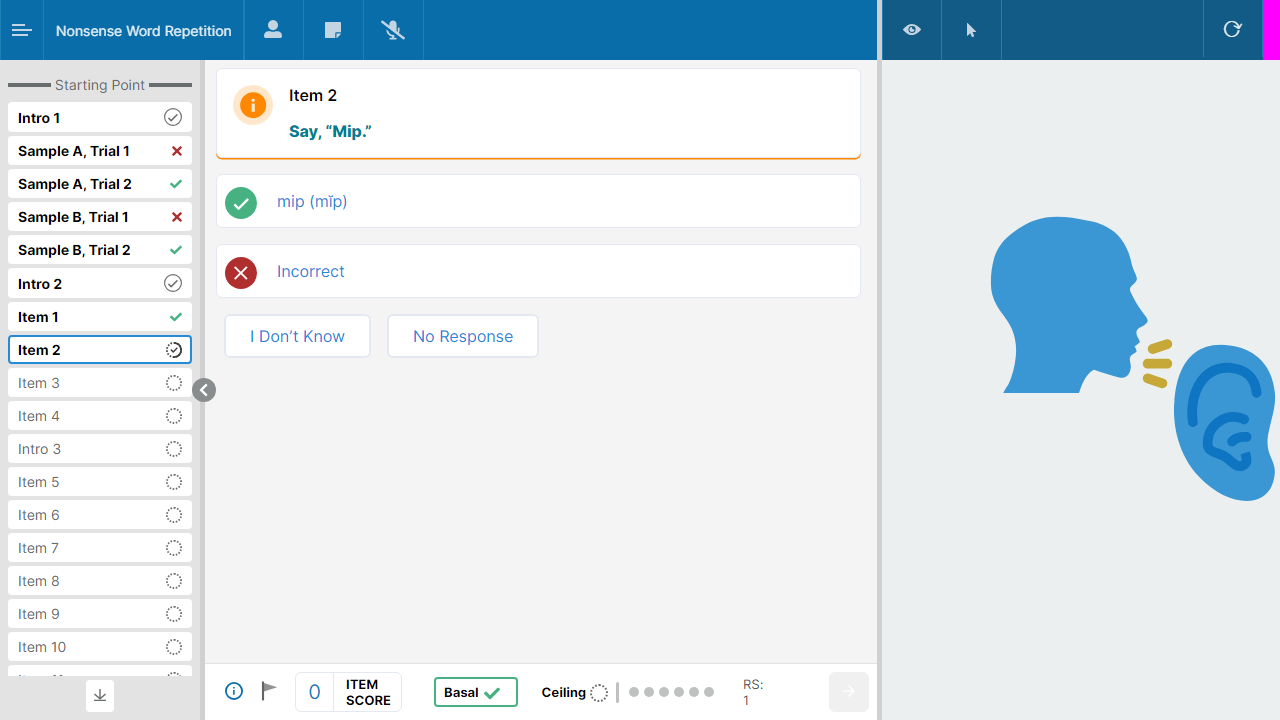 Nonsense Word Repetition
Starting Point
Intro 1
Sample A, Trial 1
Sample A, Trial 2
Sample B, Trial 1
Sample B, Trial 2
Intro 2
Item 1
Item 2
Item 3
Item 4
Intro 3
Item 5
Item 6
Item 7
Item 8
Item 9
Item 10
Item 2
Say, “Mip.”
mip (mĭp)
Incorrect
I Don’t Know
No Response
0
ITEM
SCORE
Basal
Ceiling
RS:
1